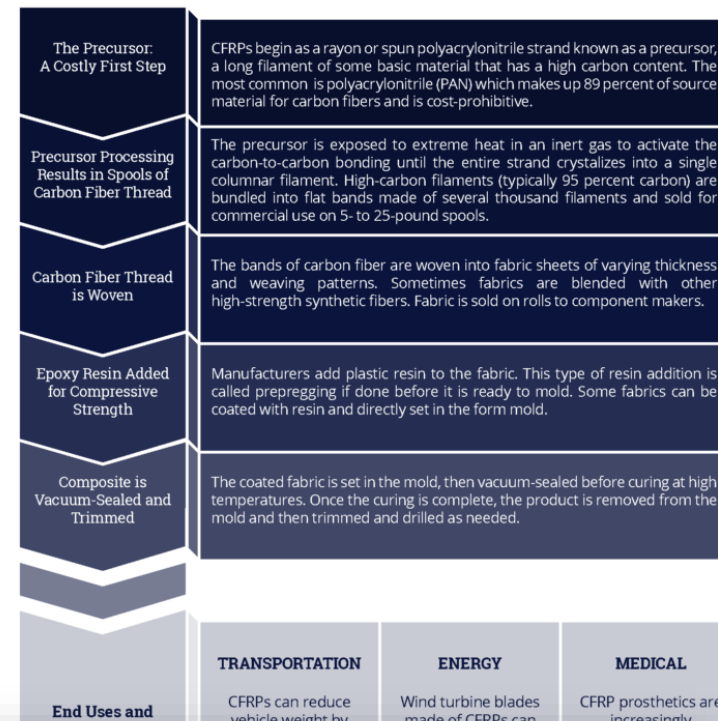 The Precursor:
A Costly First Step
CFRPs begin as a rayon or spun polyacrylonitrile strand known as a precursor,
a long filament of some basic material that has a high carbon content. The
most common is polyacrylonitrile (PAN) which makes up 89 percent of source
material for carbon fibers and is cost-prohibitive.
Precursor Processing
Results in Spools of
Carbon Fiber Thread
The precursor is exposed to extreme heat in an inert gas to activate the
carbon-to-carbon bonding until the entire strand crystalizes into a single
columnar filament. High-carbon filaments (typically 95 percent carbon) are
bundled into flat bands made of several thousand filaments and sold for
commercial use on 5- to 25-pound spools.
Carbon Fiber Thread
is Woven
The bands of carbon fiber are woven into fabric sheets of varying thickness
and weaving patterns. Sometimes fabrics are blended with other
high-strength synthetic fibers. Fabric is sold on rolls to component makers.
Epoxy Resin Added
for Compressive
Strength
Manufacturers add plastic resin to the fabric. This type of resin addition is
called prepregging if done before it is ready to mold. Some fabrics can be
coated with resin and directly set in the form mold.
Composite is
Vacuum-Sealed and
Trimmed
The coated fabric is set in the mold, then vacuum-sealed before curing at high
temperatures. Once the curing is complete, the product is removed from the
mold and then trimmed and drilled as needed.
End Uses and
TRANSPORTATION
CFRPs can reduce
vehicle weight by
ENERGY
Wind turbine blades
made of CFRPs can
MEDICAL
CFRP prosthetics are
increasingly